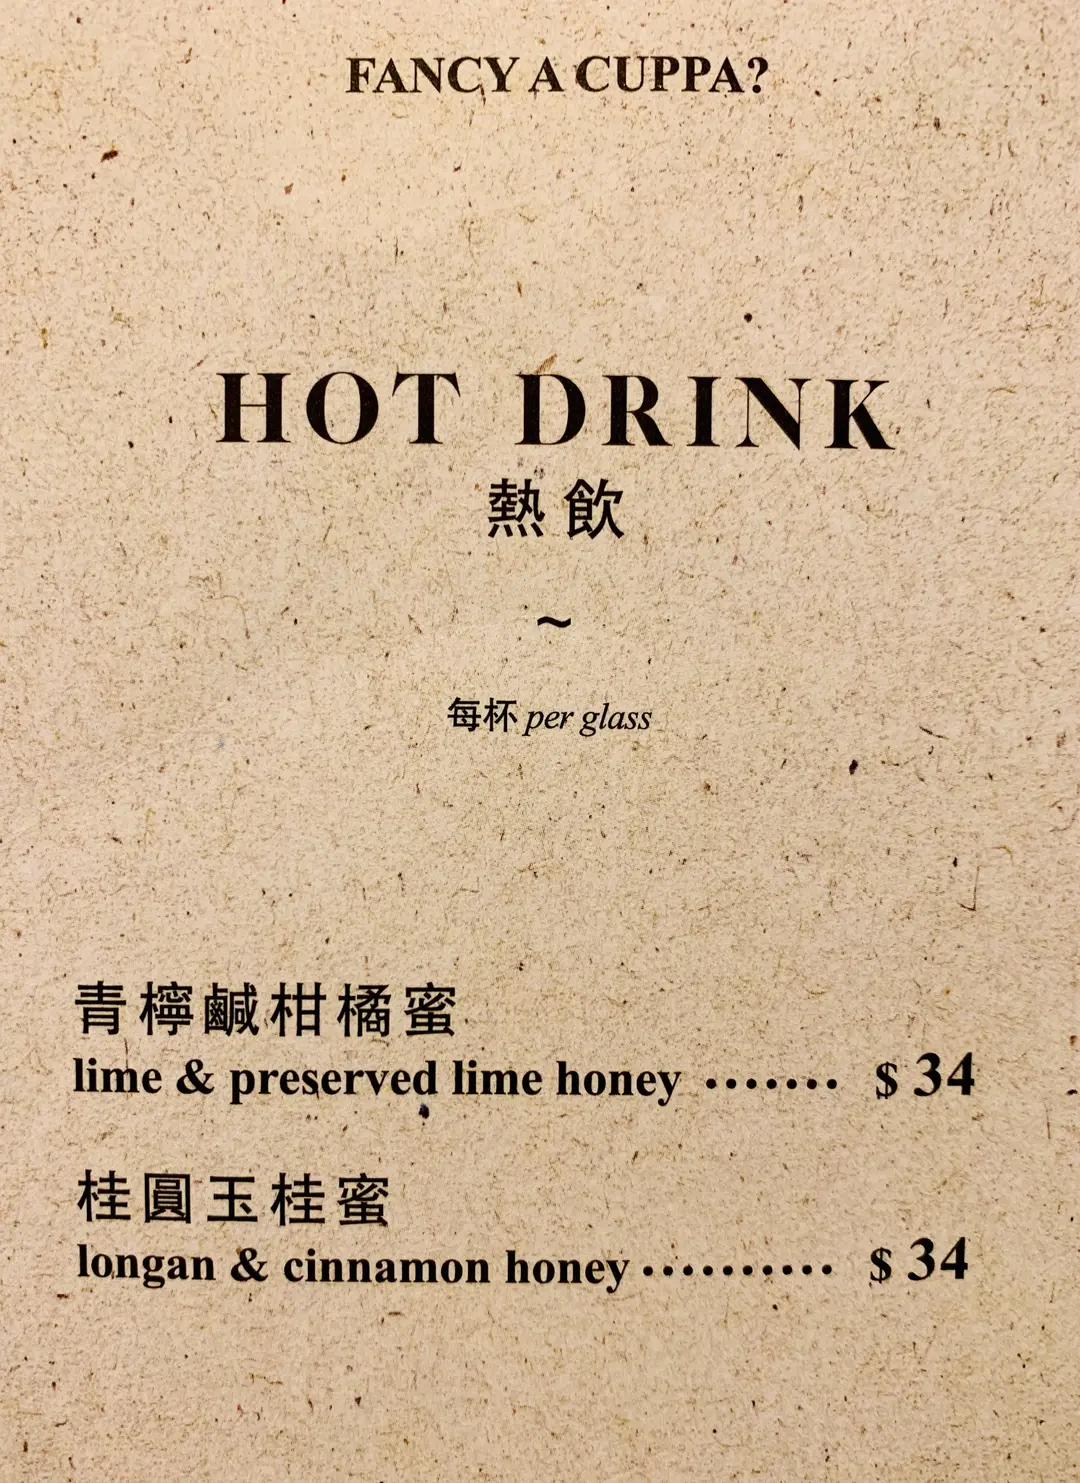 FANCY A CUPPA?
HOT DRINK
熱飲
~
每杯 per glass
青檸鹹柑橘蜜
lime & preserved lime honey ······· $ 34
桂圓玉桂蜜
longan & cinnamon honey ·········· $ 34